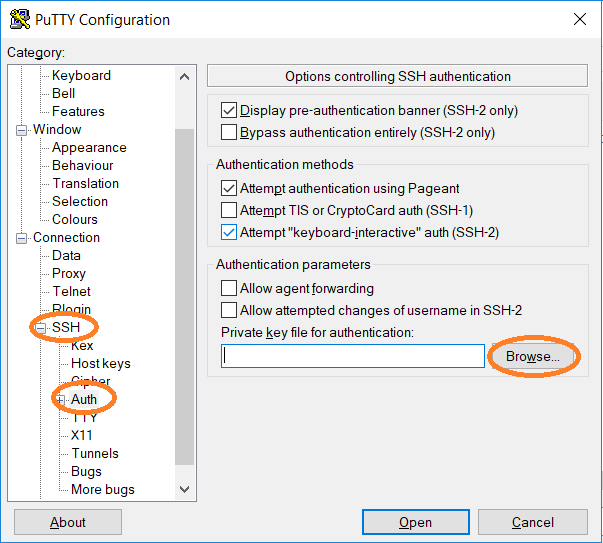 PuTTY Configuration
Category:
Keyboard
Bell
Features
Window
Appearance
Behaviour
Translation
Selection
Colours
Connection
Data
Proxy
Telnet
Rlogin
SSH
Kex
Host keys
Cipher
Auth
TTY
X11
Tunnels
Bugs
More bugs
Options controlling SSH authentication
Display pre-authentication banner (SSH-2 only)
Bypass authentication entirely (SSH-2 only)
Authentication methods
Attempt authentication using Pageant
Attempt TIS or CryptoCard auth (SSH-1)
Attempt "keyboard-interactive" auth (SSH-2)
Authentication parameters
Allow agent forwarding
Allow attempted changes of username in SSH-2
Private key file for authentication:
Browse...
About
Open
Cancel